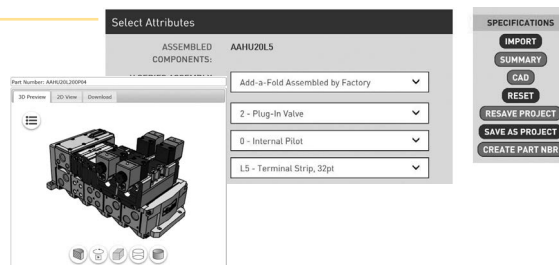 Select Attributes
ASSEMBLED COMPONENTS:
AAHU20L5
Add-a-Fold Assembled by Factory
2 - Plug-In Valve
0 - Internal Pilot
L5 - Terminal Strip, 32pt
Part Number: AAHU20L200P04
3D Preview
2D View
Download
SPECIFICATIONS
IMPORT
SUMMARY
CAD
RESET
RESAVE PROJECT
SAVE AS PROJECT
CREATE PART NBR